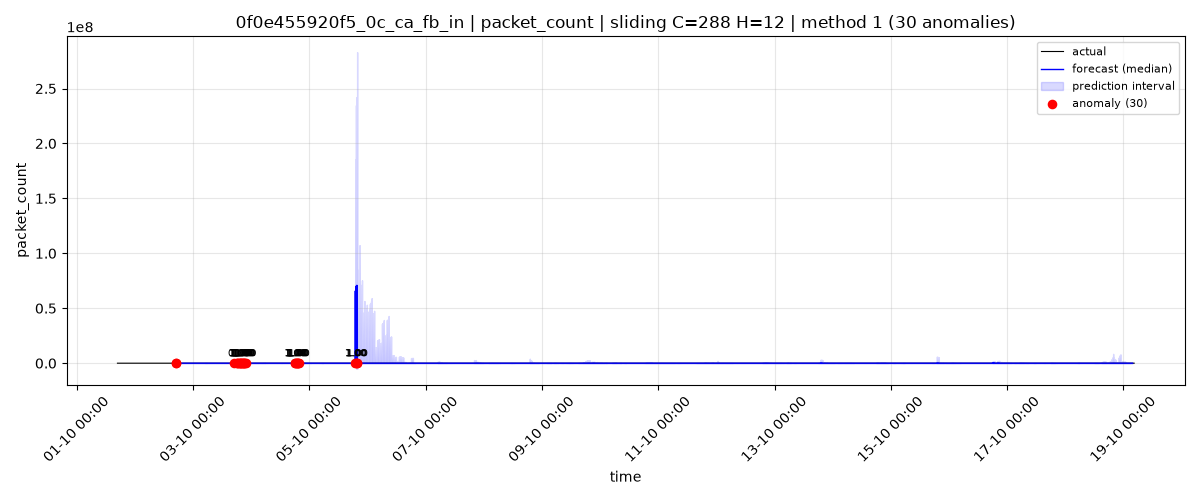 0f0e455920f5_0c_ca_fb_in | packet_count | sliding C=288 H=12 | method 1 (30 anomalies)
1e8
actual
forecast (median)
prediction interval
anomaly (30)
2.5
2.0
1.5
1.0
0.5
0.0
packet_count
01-10 00:00
03-10 00:00
05-10 00:00
07-10 00:00
09-10 00:00
11-10 00:00
13-10 00:00
15-10 00:00
17-10 00:00
19-10 00:00
time